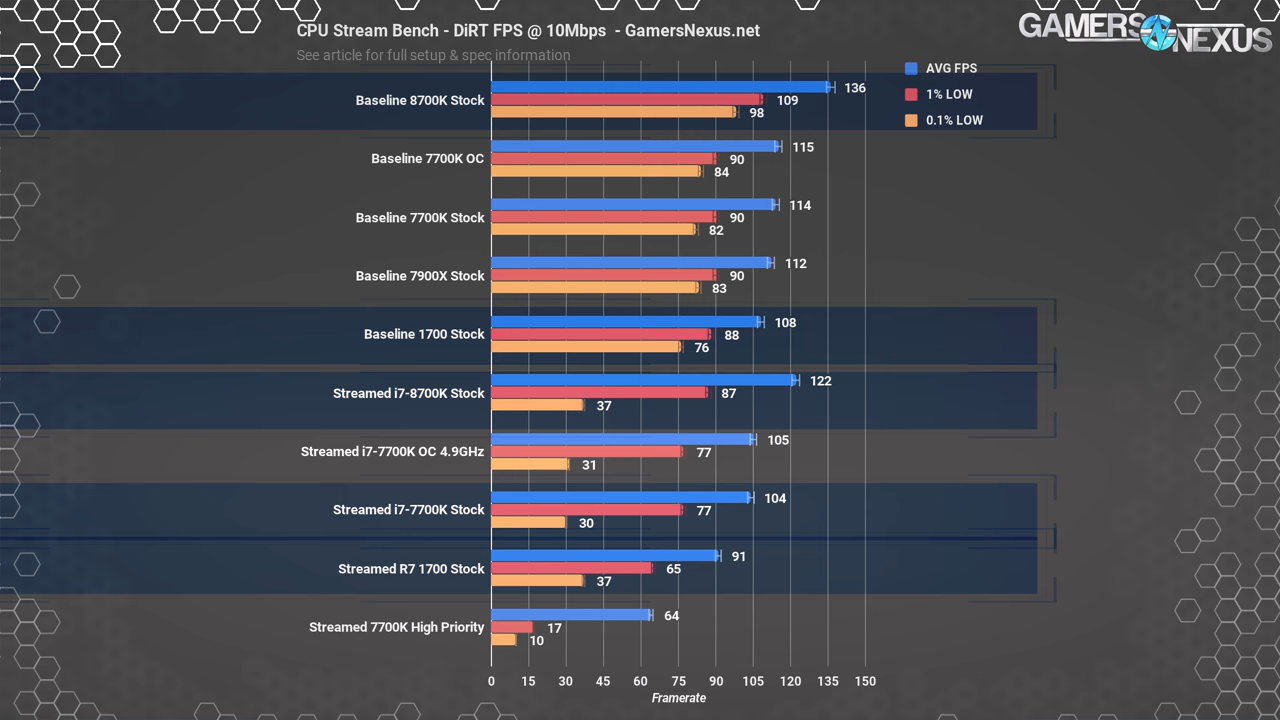 CPU Stream Bench - DiRT FPS @ 10Mbps - GamersNexus.net
See article for full setup & spec information
GAMERS NEXUS
AVG FPS
1% LOW
0.1% LOW
Baseline 8700K Stock
136
109
98
Baseline 7700K OC
115
90
84
Baseline 7700K Stock
114
90
82
Baseline 7900X Stock
112
90
83
Baseline 1700 Stock
108
88
76
Streamed i7-8700K Stock
122
87
37
Streamed i7-7700K OC 4.9GHz
105
77
31
Streamed i7-7700K Stock
104
77
30
Streamed R7 1700 Stock
91
65
37
Streamed 7700K High Priority
64
17
10
0 15 30 45 60 75 90 105 120 135 150
Framerate